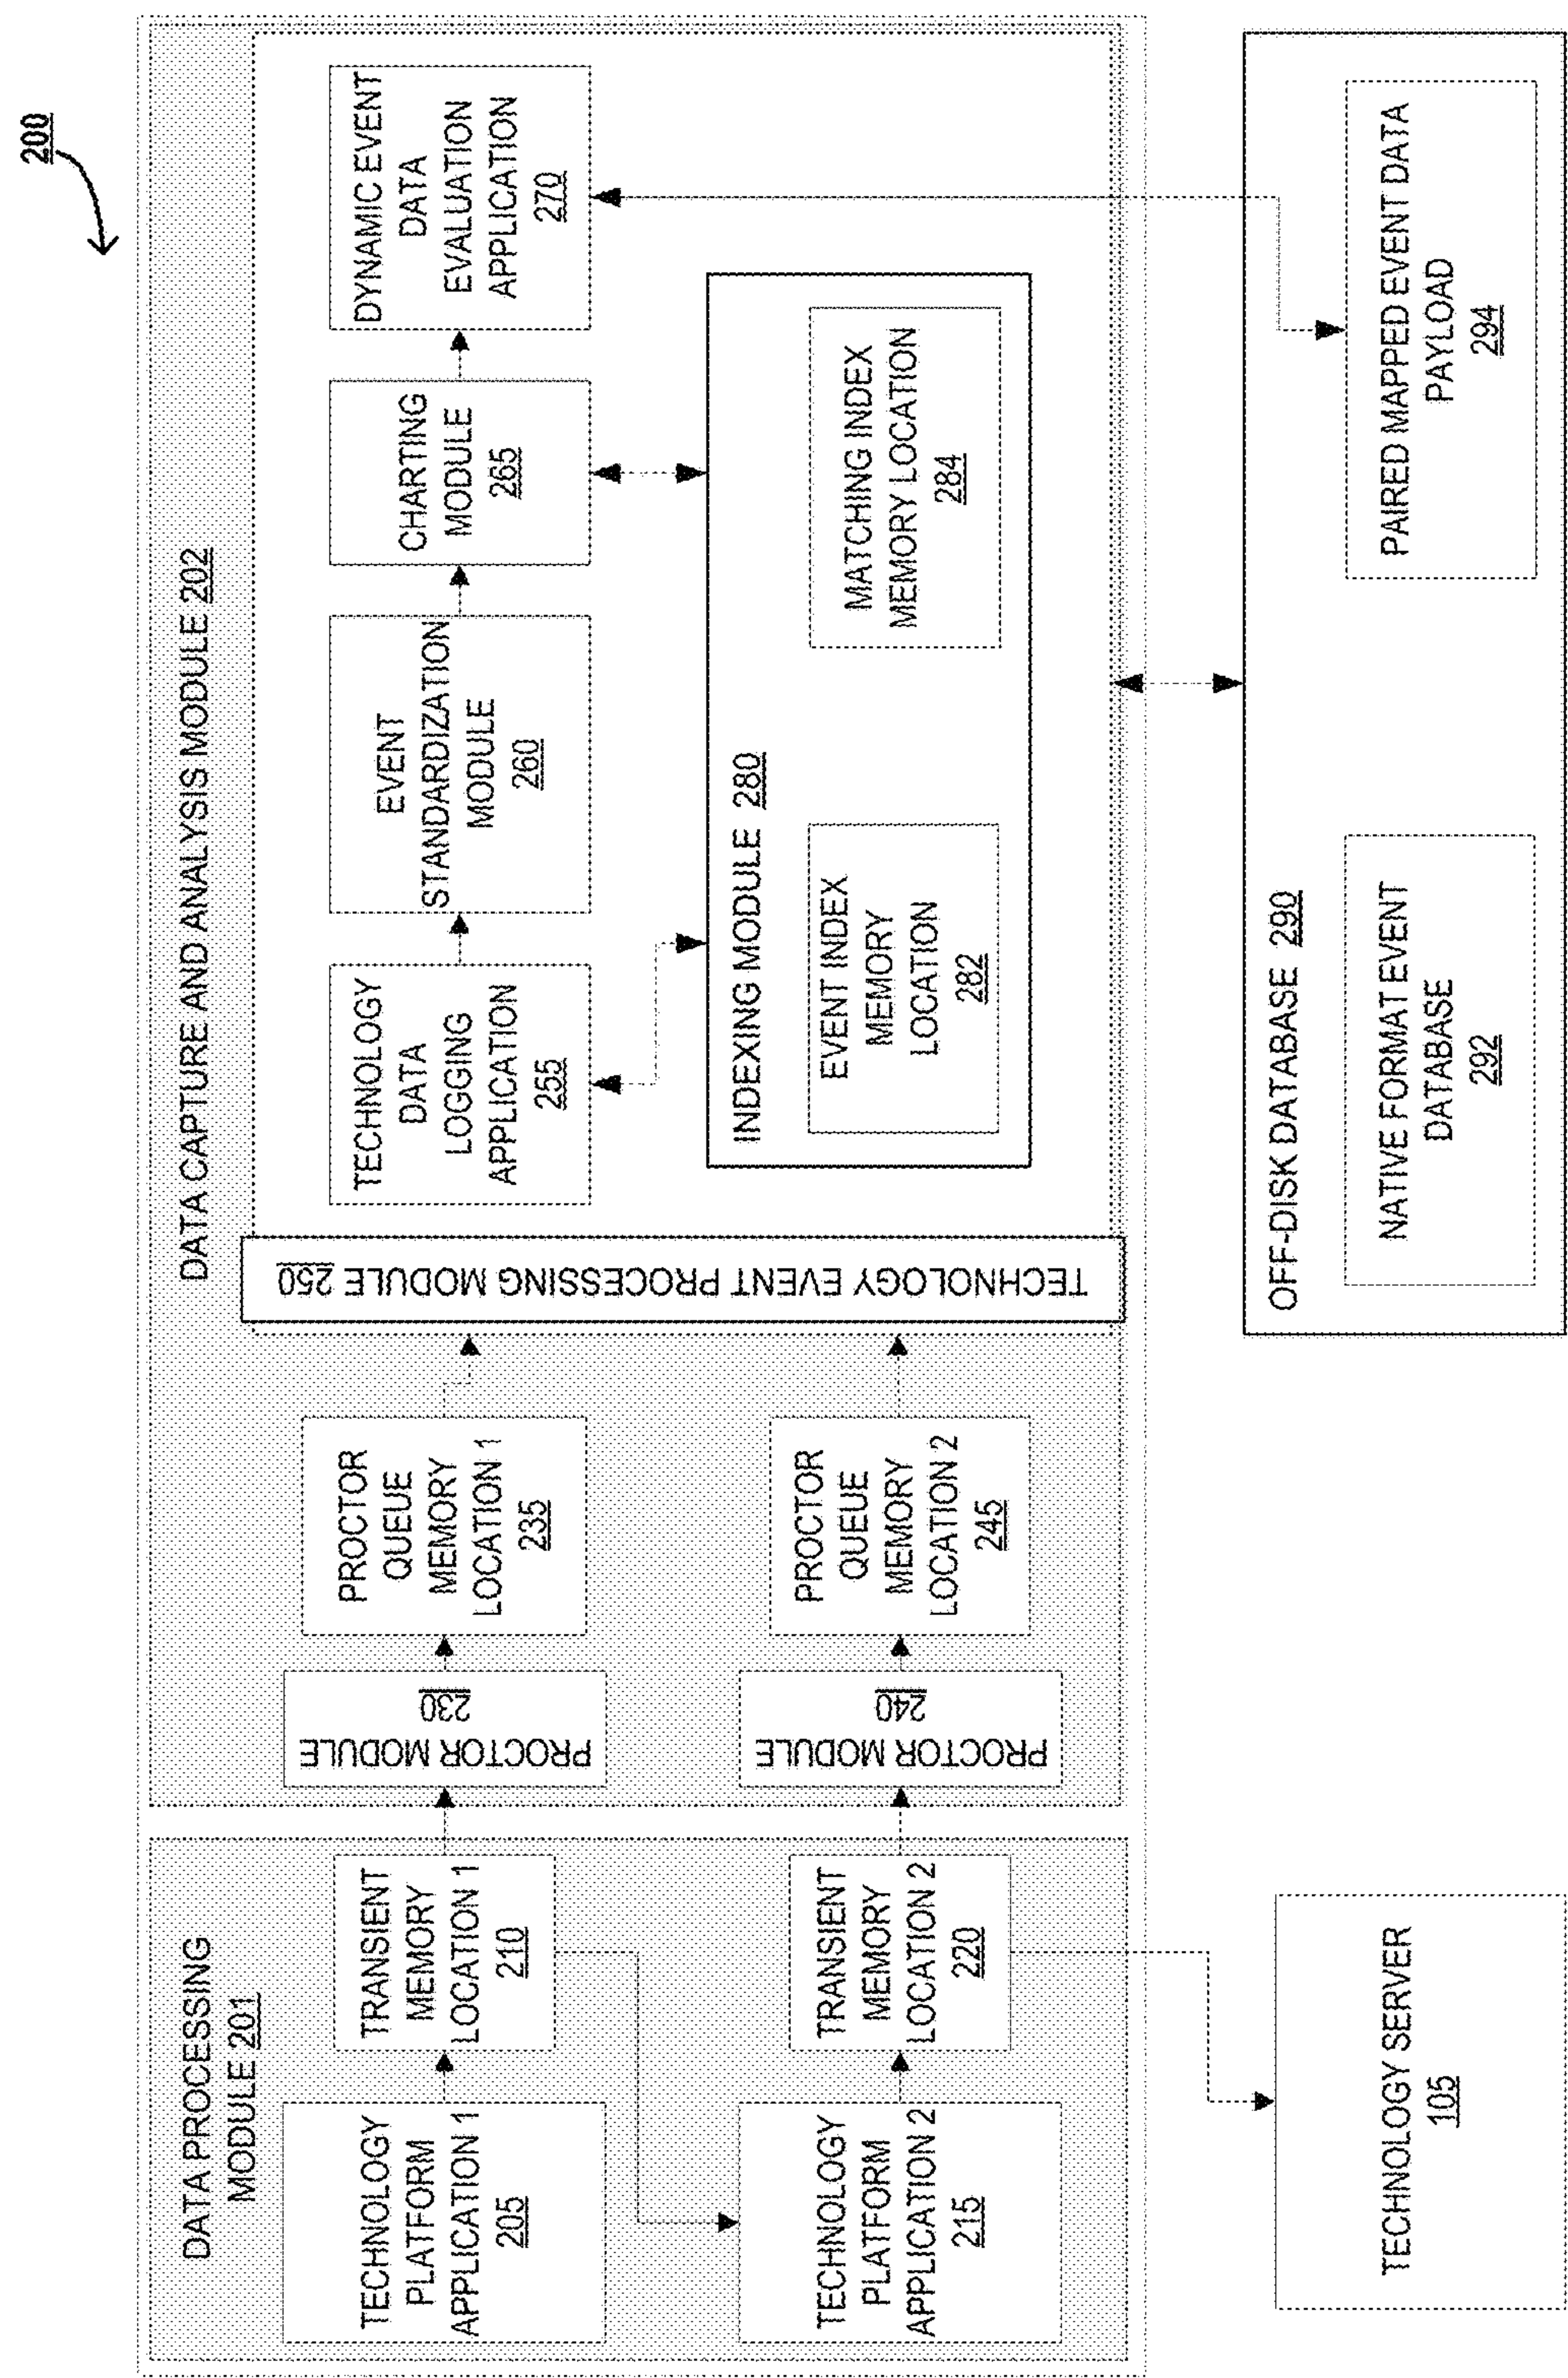 200
DATA PROCESSING
MODULE 201
TECHNOLOGY
PLATFORM
APPLICATION 1
205
TRANSIENT
MEMORY
LOCATION 1
210
TECHNOLOGY
PLATFORM
APPLICATION 2
215
TRANSIENT
MEMORY
LOCATION 2
220
DATA CAPTURE AND ANALYSIS MODULE 202
PROCTOR MODULE
230
PROCTOR
QUEUE
MEMORY
LOCATION 1
235
PROCTOR MODULE
240
PROCTOR
QUEUE
MEMORY
LOCATION 2
245
TECHNOLOGY EVENT PROCESSING MODULE 250
TECHNOLOGY
DATA
LOGGING
APPLICATION
255
EVENT
STANDARDIZATION
MODULE
260
CHARTING
MODULE
265
DYNAMIC EVENT
DATA
EVALUATION
APPLICATION
270
INDEXING MODULE 280
EVENT INDEX
MEMORY
LOCATION
282
MATCHING INDEX
MEMORY LOCATION
284
TECHNOLOGY SERVER
105
OFF-DISK DATABASE 290
NATIVE FORMAT EVENT
DATABASE
292
PAIRED MAPPED EVENT DATA
PAYLOAD
294